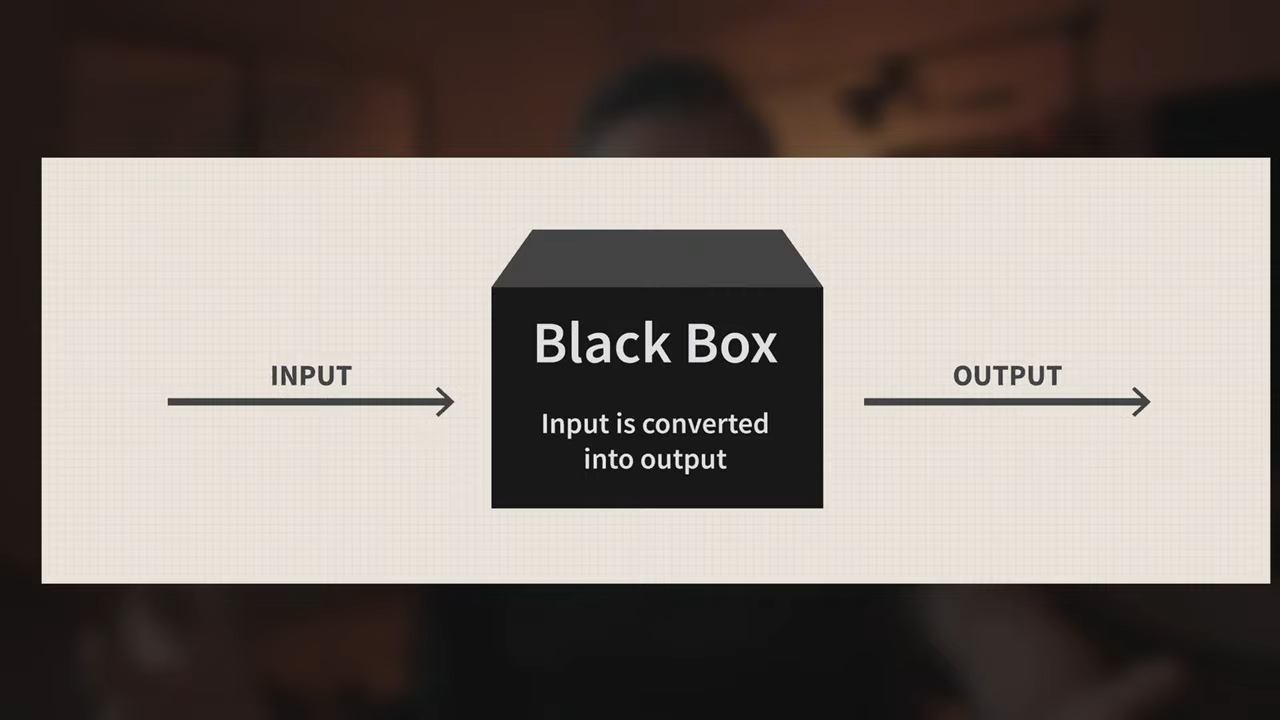 Black Box
INPUT
OUTPUT
Input is converted
into output